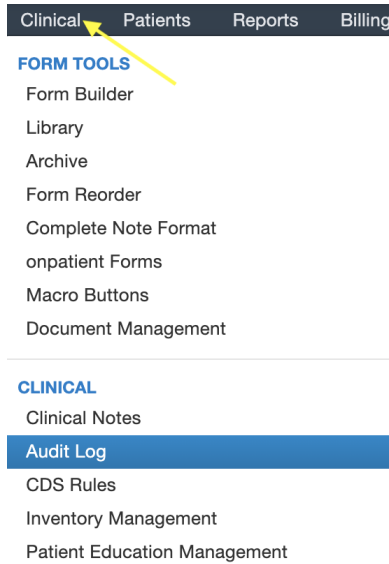 Clinical Patients Reports Billing
FORM TOOLS
Form Builder
Library
Archive
Form Reorder
Complete Note Format
onpatient Forms
Macro Buttons
Document Management
CLINICAL
Clinical Notes
Audit Log
CDS Rules
Inventory Management
Patient Education Management